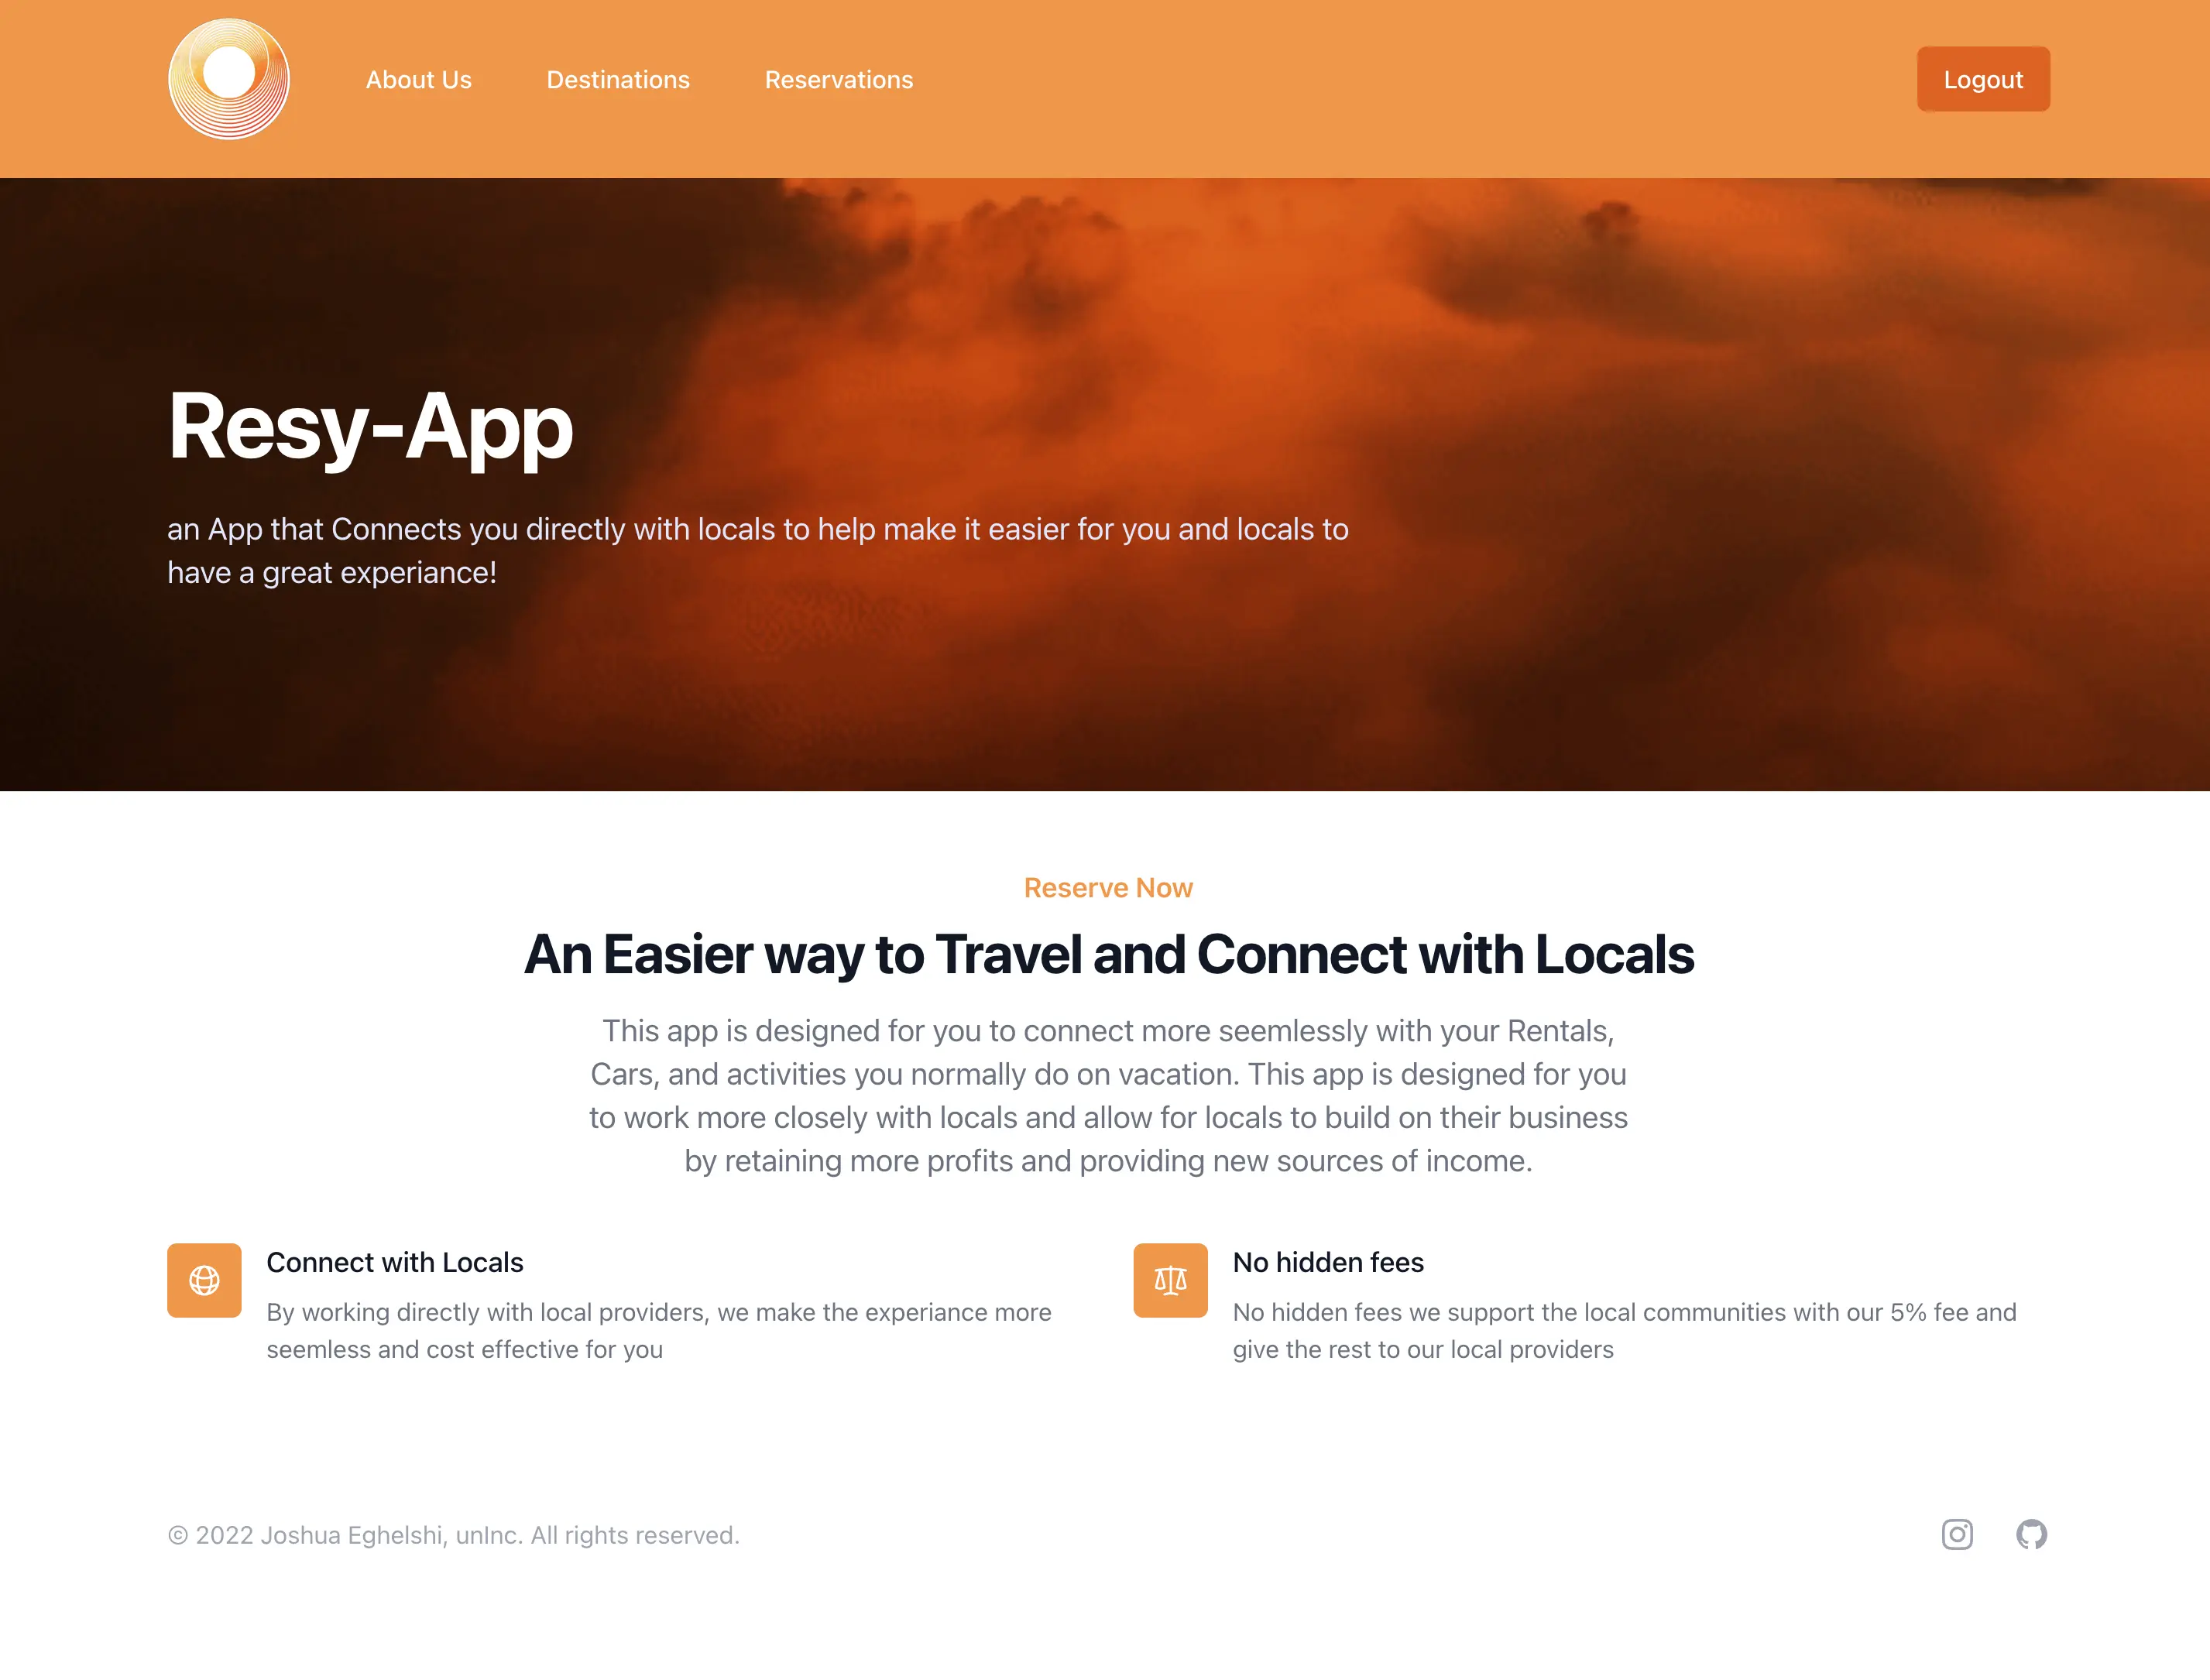 About Us
Destinations
Reservations
Logout
Resy-App
an App that Connects you directly with locals to help make it easier for you and locals to
have a great experiance!
Reserve Now
An Easier way to Travel and Connect with Locals
This app is designed for you to connect more seemlessly with your Rentals,
Cars, and activities you normally do on vacation. This app is designed for you
to work more closely with locals and allow for locals to build on their business
by retaining more profits and providing new sources of income.
Connect with Locals
By working directly with local providers, we make the experiance more
seemless and cost effective for you
No hidden fees
No hidden fees we support the local communities with our 5% fee and
give the rest to our local providers
© 2022 Joshua Eghelshi, unInc. All rights reserved.